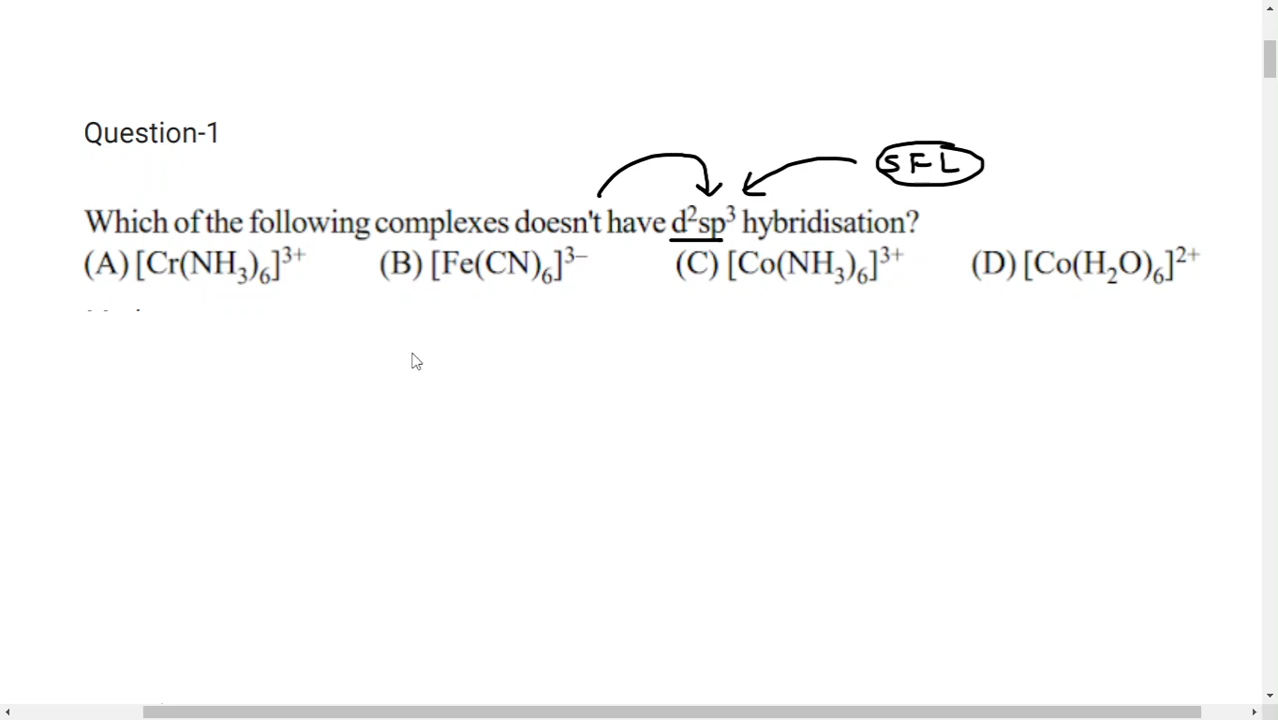 Question-1
SFL
Which of the following complexes doesn't have d²sp³ hybridisation?
(A) [Cr(NH₃)₆]³⁺ (B) [Fe(CN)₆]³⁻ (C) [Co(NH₃)₆]³⁺ (D) [Co(H₂O)₆]²⁺